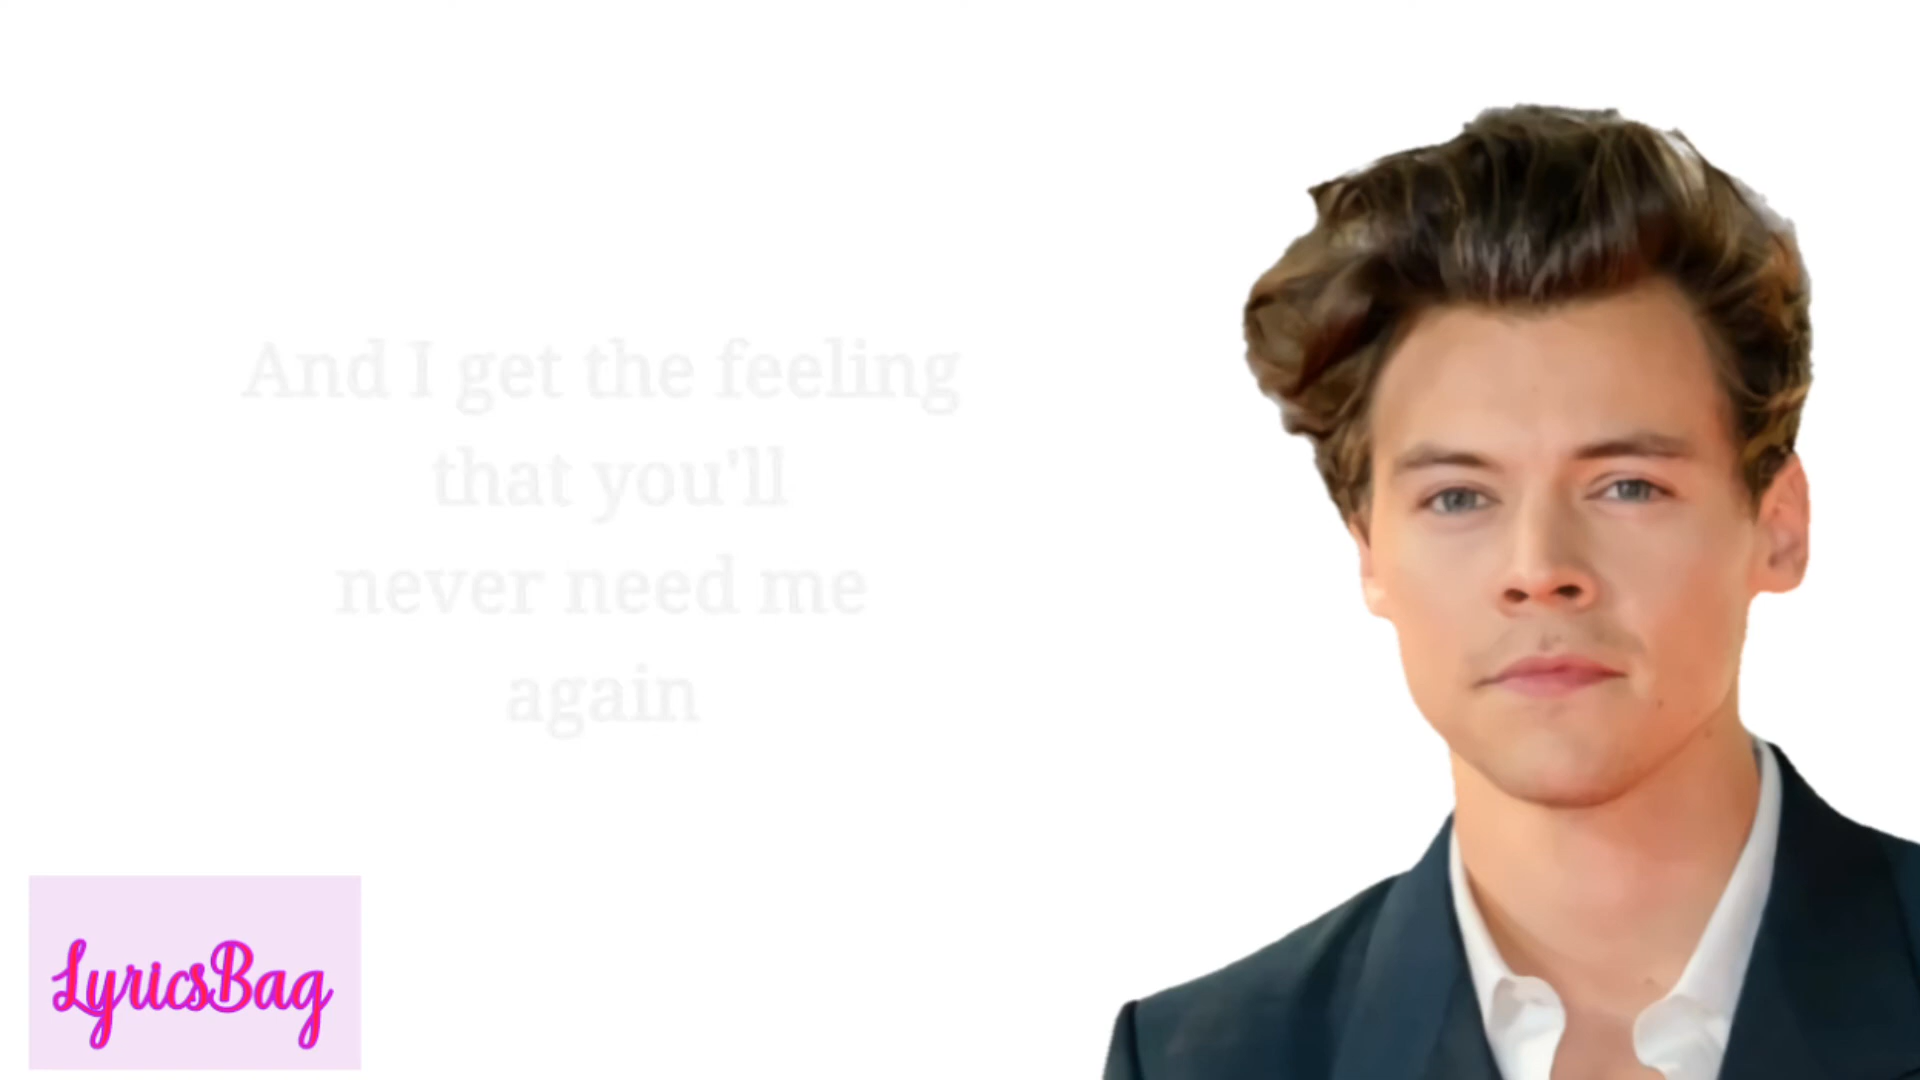 And I get the feeling
that you'll
never need me
again
LyricsBag